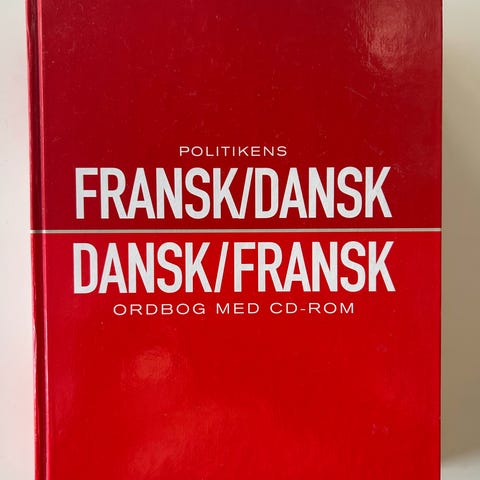 POLITIKENS
FRANSK/DANSK
DANSK/FRANSK
ORDBOG MED CD-ROM